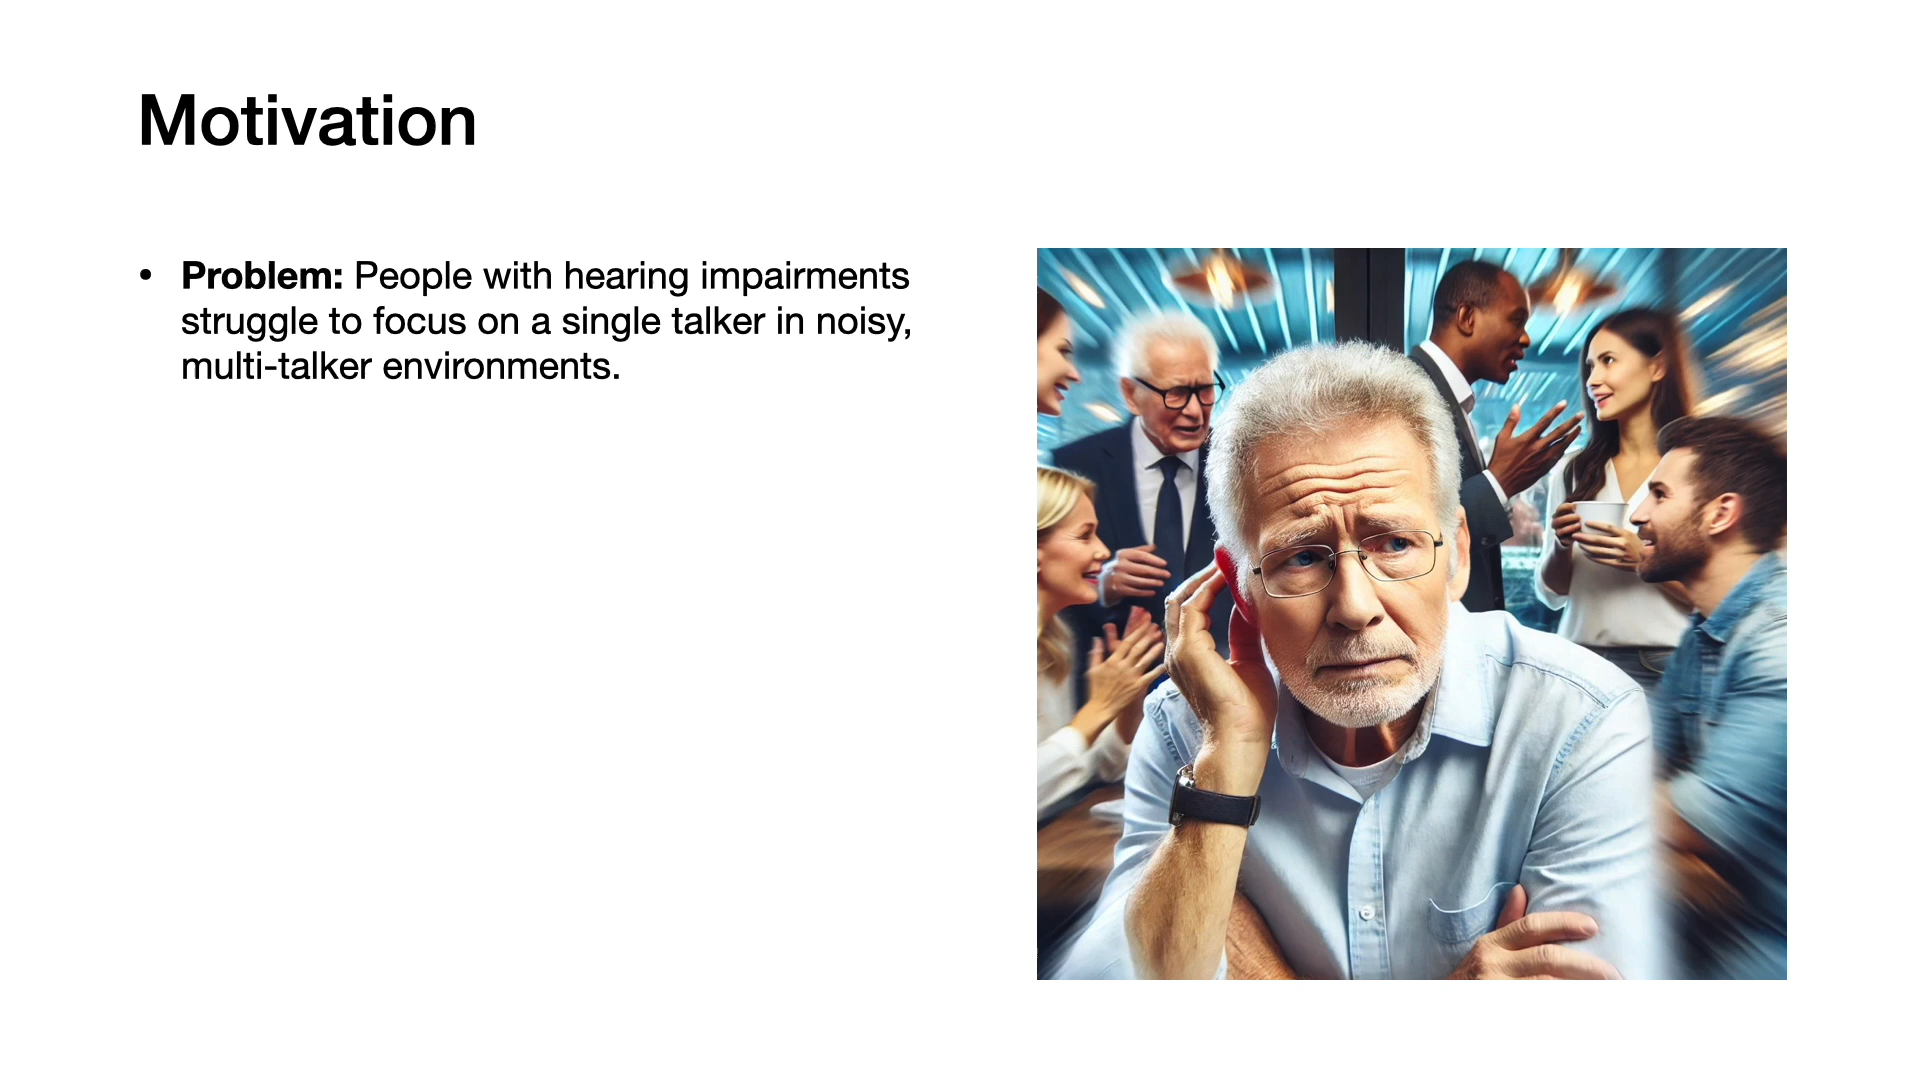 Motivation
• Problem: People with hearing impairments
struggle to focus on a single talker in noisy,
multi-talker environments.